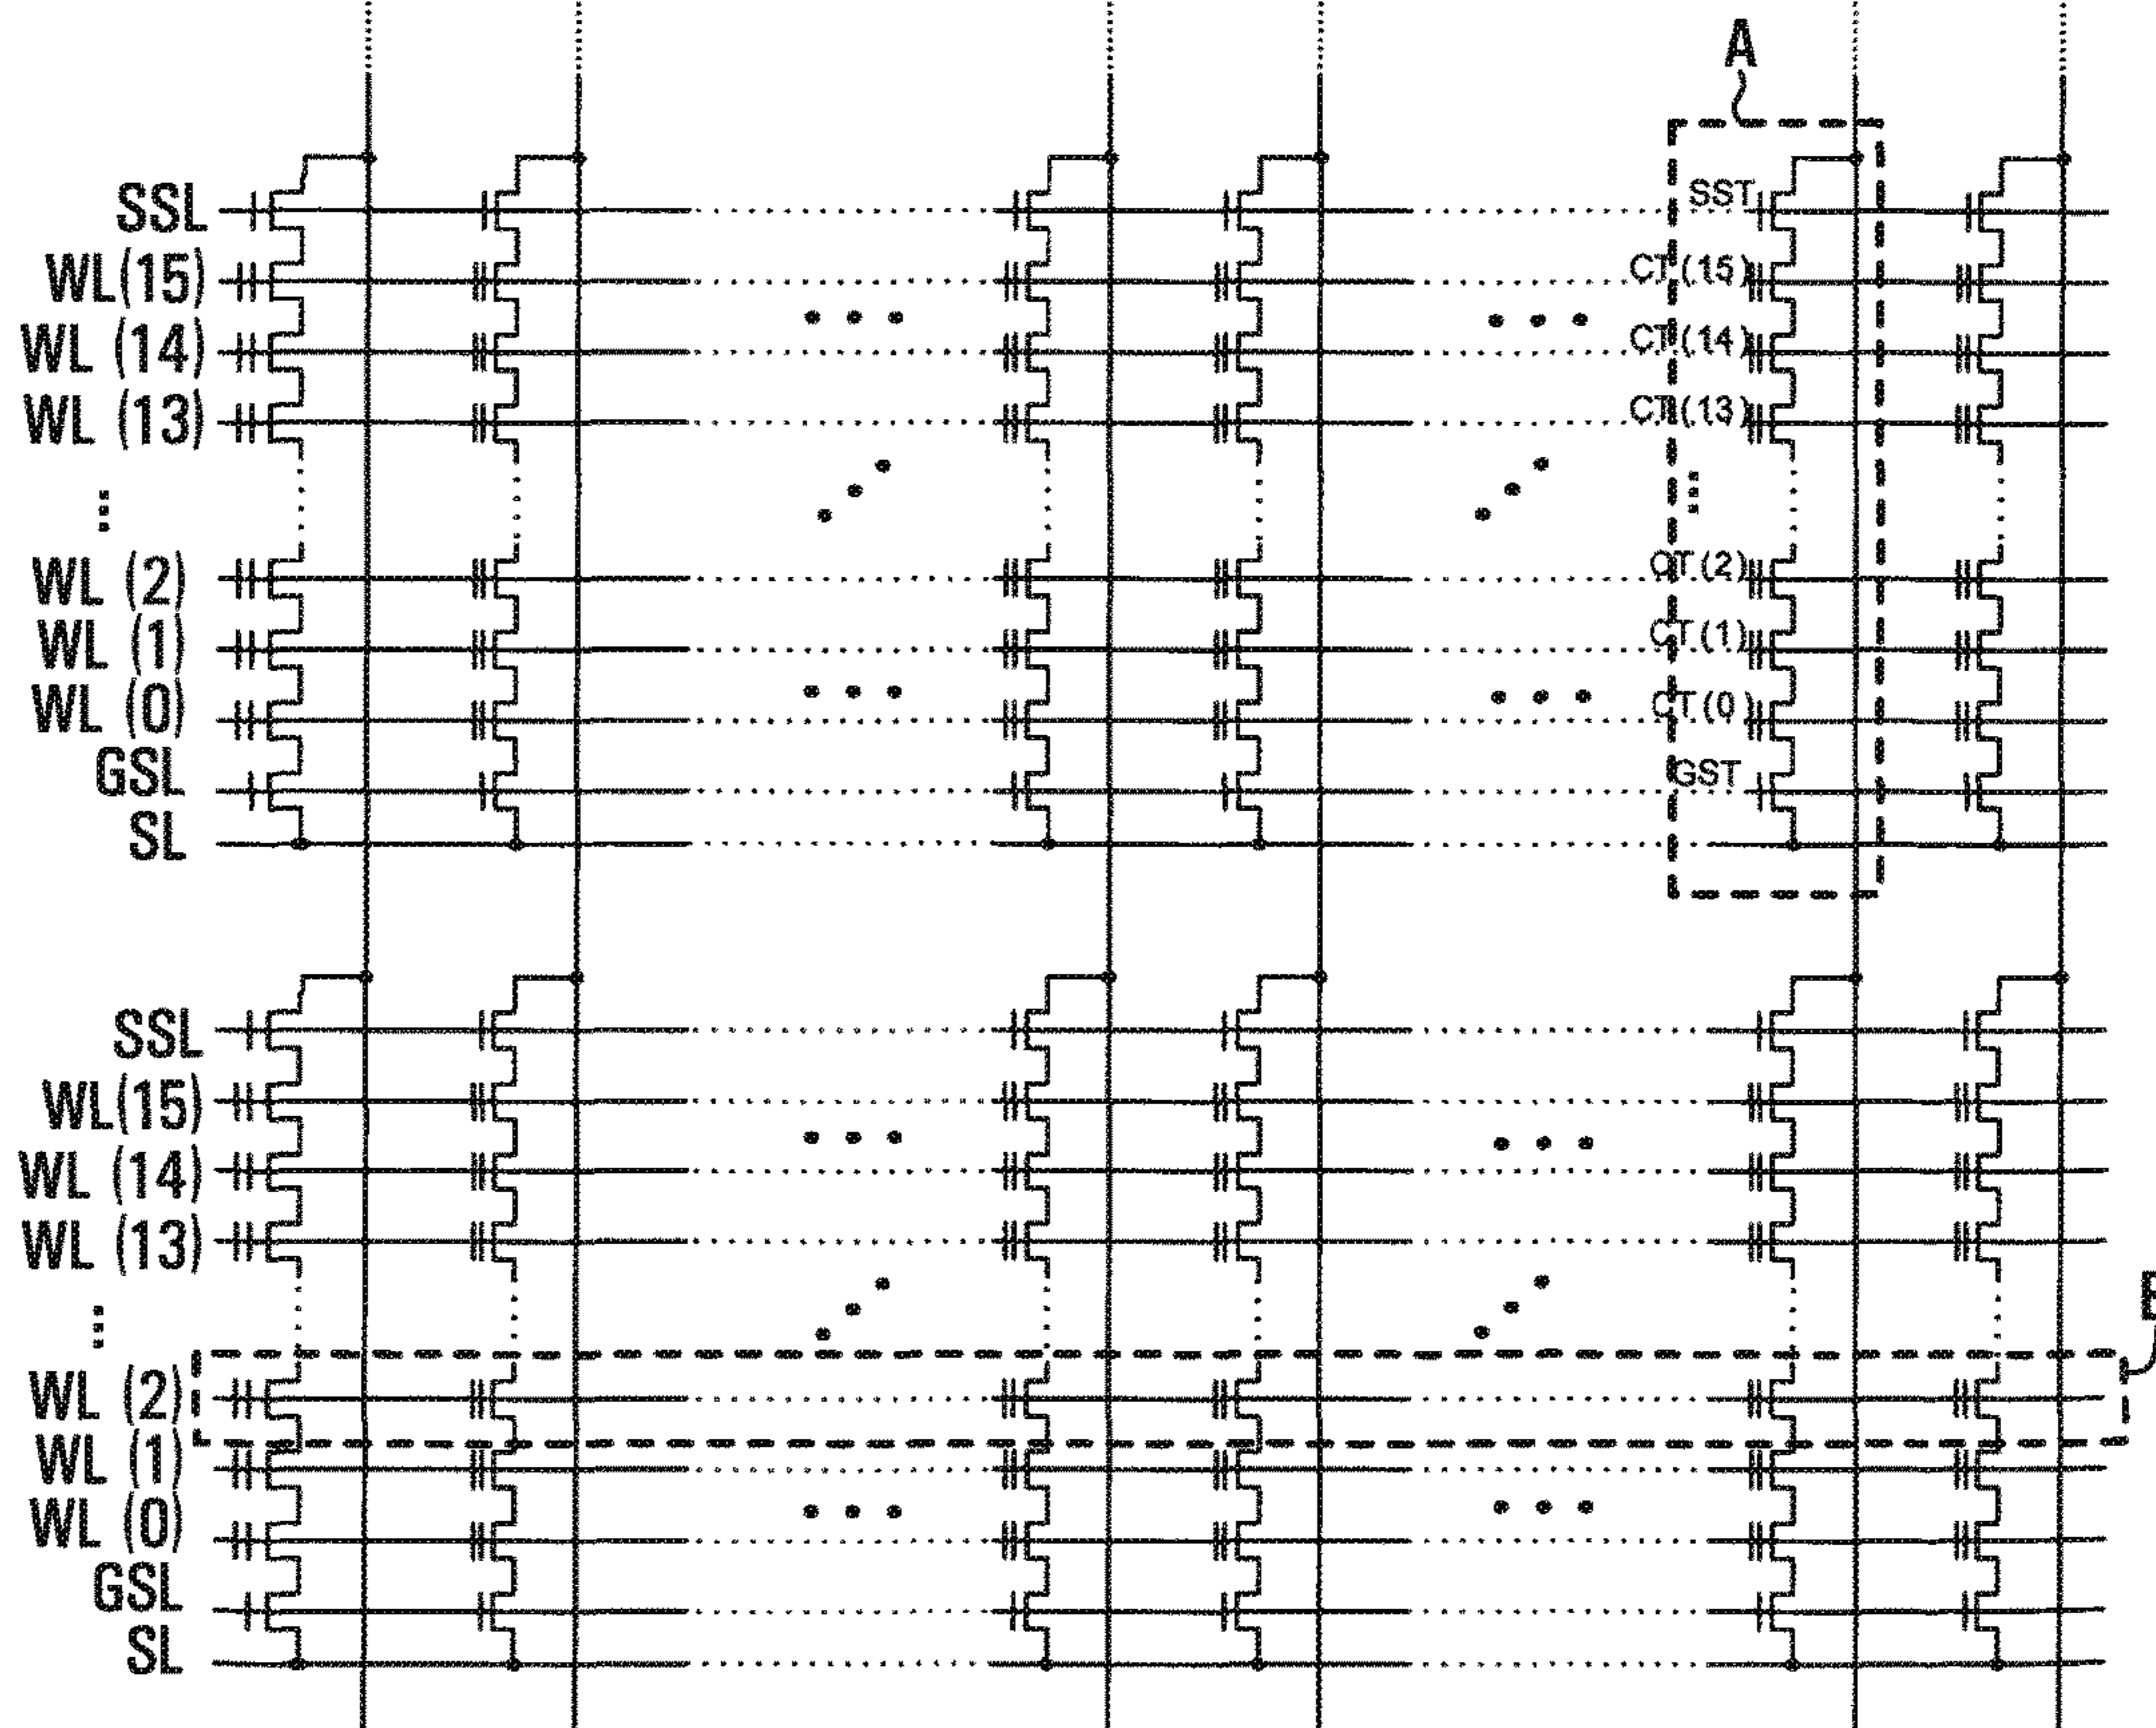 A
SSL SST
WL(15) CT(15)
WL (14) CT(14)
WL (13) CT(13)
WL (2) CT(2)
WL (1) CT(1)
WL (0) CT(0)
GSL GST
SL
SSL
WL(15)
WL (14)
WL (13)
WL (2)
WL (1)
WL (0)
GSL
SL